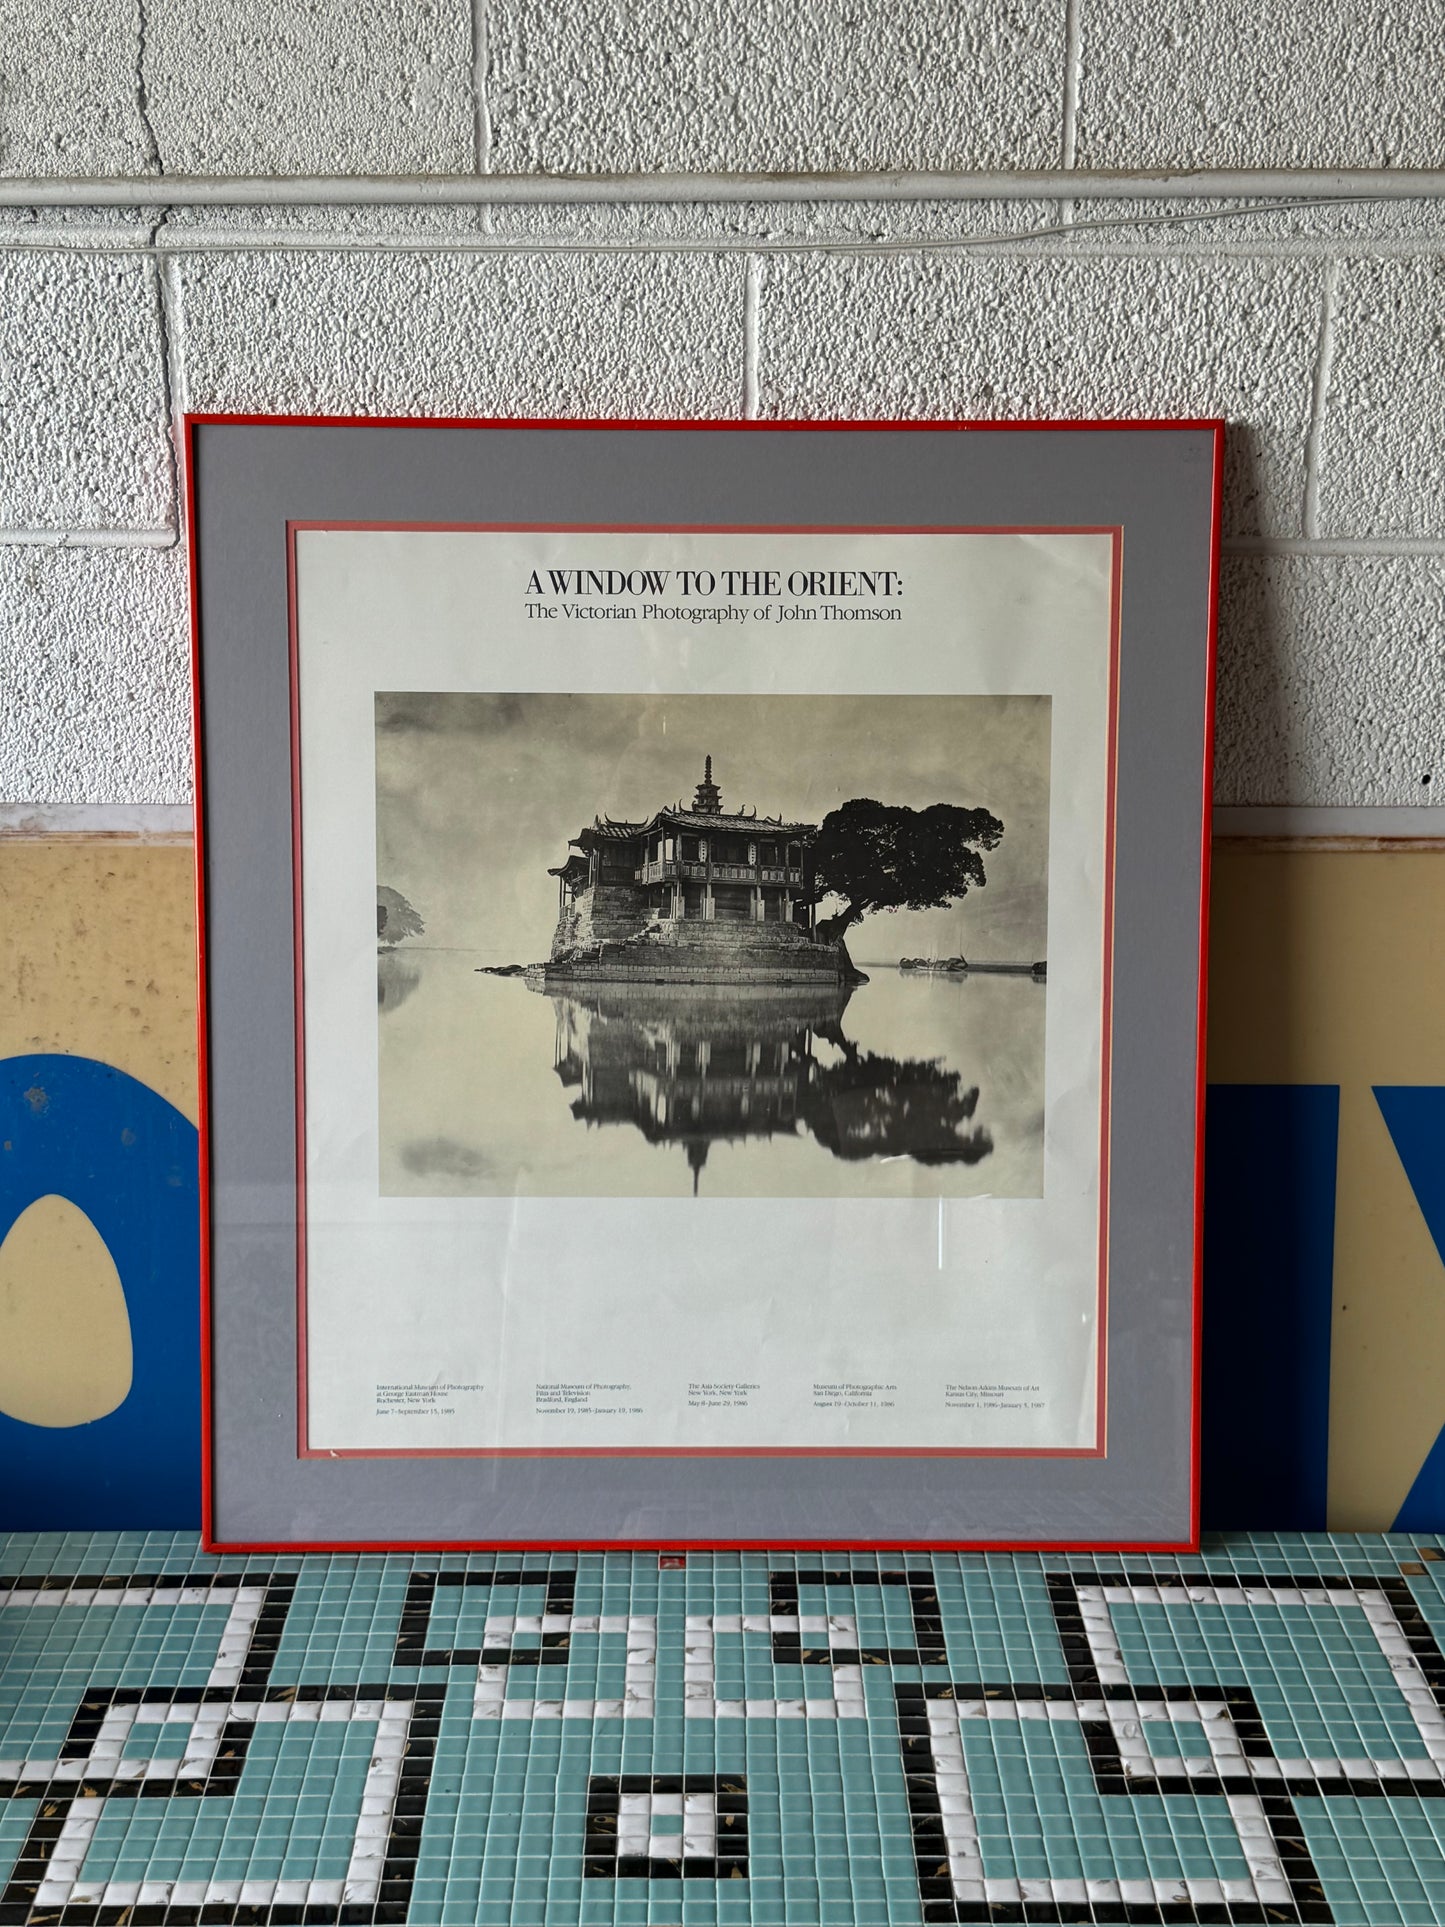 A WINDOW TO THE ORIENT:
The Victorian Photography of John Thomson
International Museum of Photography
at George Eastman House
Rochester, New York
June 7–September 15, 1985
National Museum of Photography,
Film and Television
Bradford, England
November 19, 1985–January 19, 1986
The Asia Society Galleries
New York, New York
May 8–June 29, 1986
Museum of Photographic Arts
San Diego, California
August 19–October 11, 1986
The Nelson-Atkins Museum of Art
Kansas City, Missouri
November 1, 1986–January 3, 1987